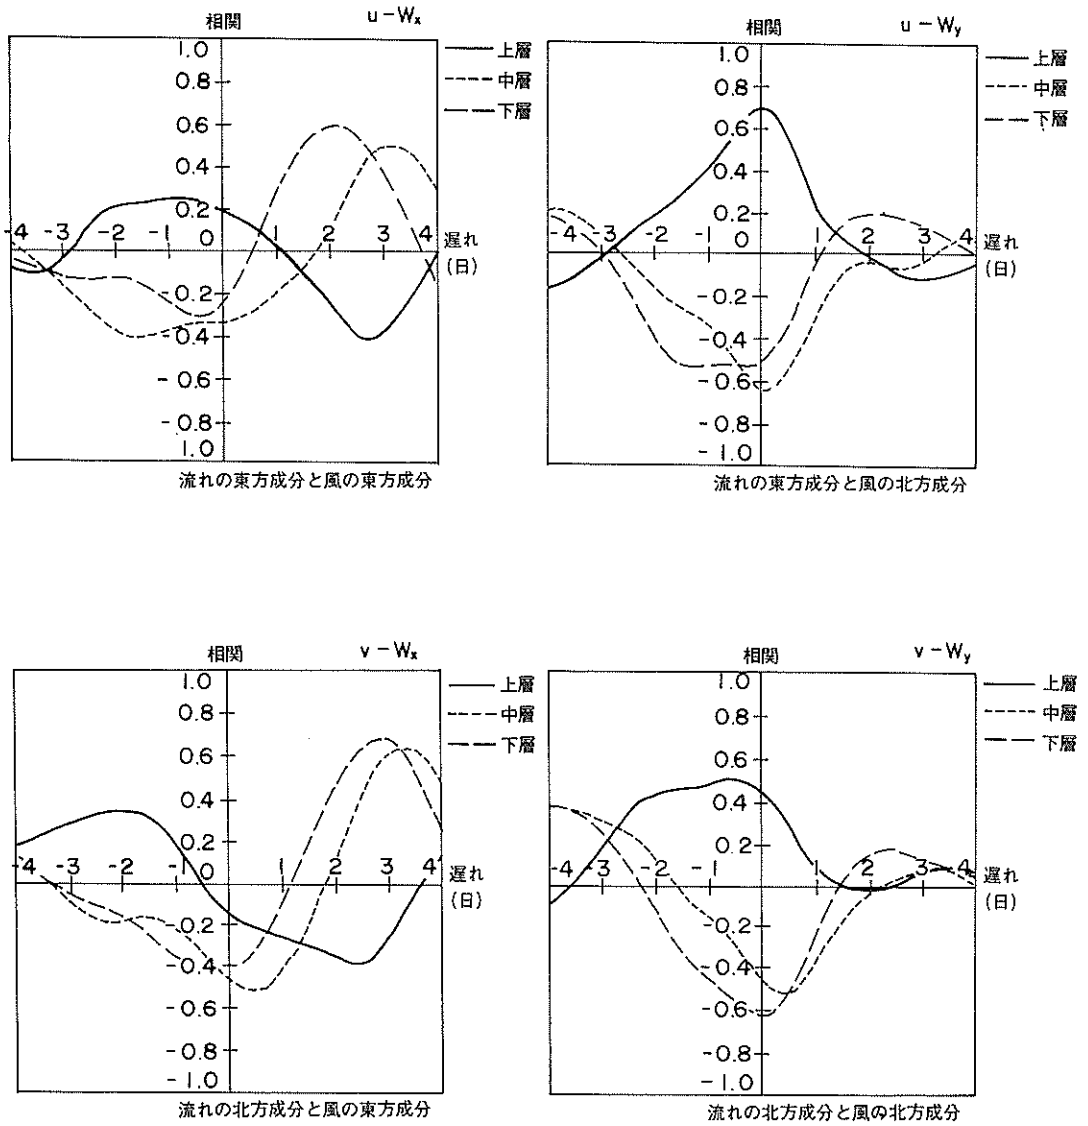 相関
u－Wx
1.0
上層
0.8
中層
0.6
下層
0.4
0.2
-4 -3 -2 -1 0 1 2 3 4
遅れ
(日)
-0.2
-0.4
-0.6
-0.8
-1.0
流れの東方成分と風の東方成分
相関
u－Wy
1.0
上層
0.8
中層
0.6
下層
0.4
0.2
-4 -3 -2 -1 0 1 2 3 4
遅れ
(日)
-0.2
-0.4
-0.6
-0.8
-1.0
流れの東方成分と風の北方成分
相関
v－Wx
1.0
上層
0.8
中層
0.6
下層
0.4
0.2
-4 -3 -2 -1 0 1 2 3 4
遅れ
(日)
-0.2
-0.4
-0.6
-0.8
-1.0
流れの北方成分と風の東方成分
相関
v－Wy
1.0
上層
0.8
中層
0.6
下層
0.4
0.2
-4 -3 -2 -1 0 1 2 3 4
遅れ
(日)
-0.2
-0.4
-0.6
-0.8
-1.0
流れの北方成分と風の北方成分